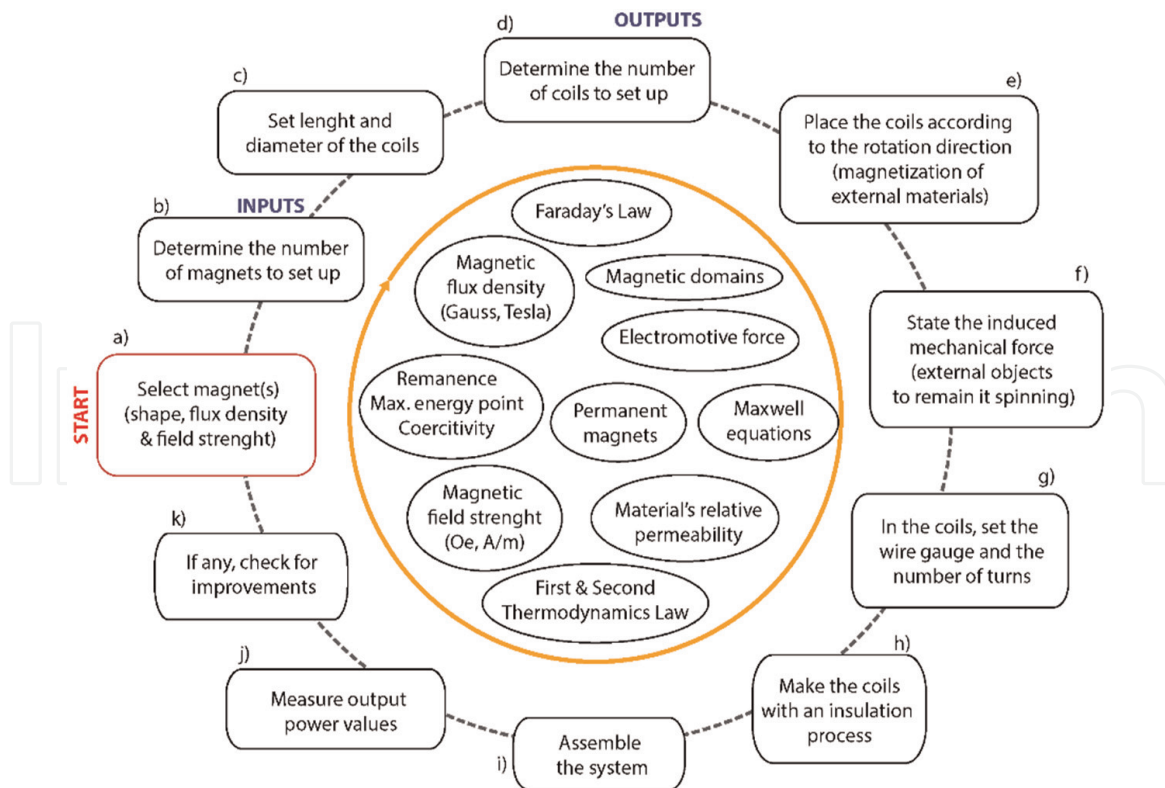 START
a)
Select magnet(s)
(shape, flux density
& field strenght)
b)
INPUTS
Determine the number
of magnets to set up
c)
Set lenght and
diameter of the coils
d)
OUTPUTS
Determine the number
of coils to set up
e)
Place the coils according
to the rotation direction
(magnetization of
external materials)
f)
State the induced
mechanical force
(external objects
to remain it spinning)
g)
In the coils, set the
wire gauge and the
number of turns
h)
Make the coils
with an insulation
process
i)
Assemble
the system
j)
Measure output
power values
k)
If any, check for
improvements
Faraday's Law
Magnetic
flux density
(Gauss, Tesla)
Magnetic domains
Electromotive force
Remanence
Max. energy point
Coercitivity
Permanent
magnets
Maxwell
equations
Magnetic
field strenght
(Oe, A/m)
Material's relative
permeability
First & Second
Thermodynamics Law